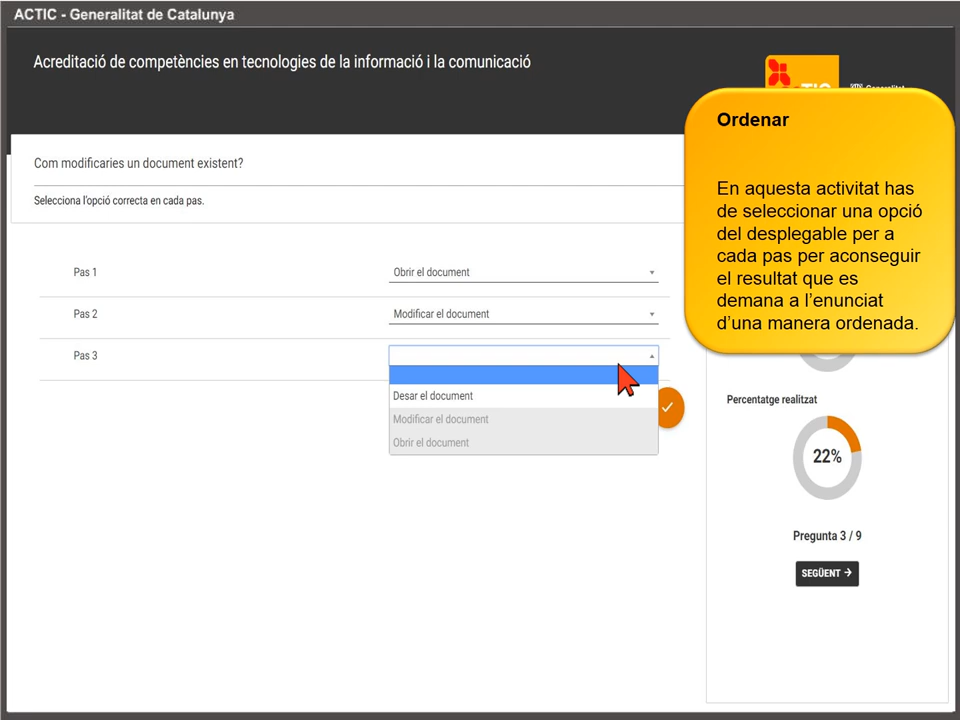 ACTIC - Generalitat de Catalunya
Acreditació de competències en tecnologies de la informació i la comunicació
Com modificaries un document existent?
Selecciona l'opció correcta en cada pas.
Pas 1
Obrir el document
Pas 2
Modificar el document
Pas 3
Desar el document
Modificar el document
Obrir el document
Ordenar
En aquesta activitat has
de seleccionar una opció
del desplegable per a
cada pas per aconseguir
el resultat que es
demana a l’enunciat
d’una manera ordenada.
Percentatge realitzat
22%
Pregunta 3 / 9
SEGÜENT